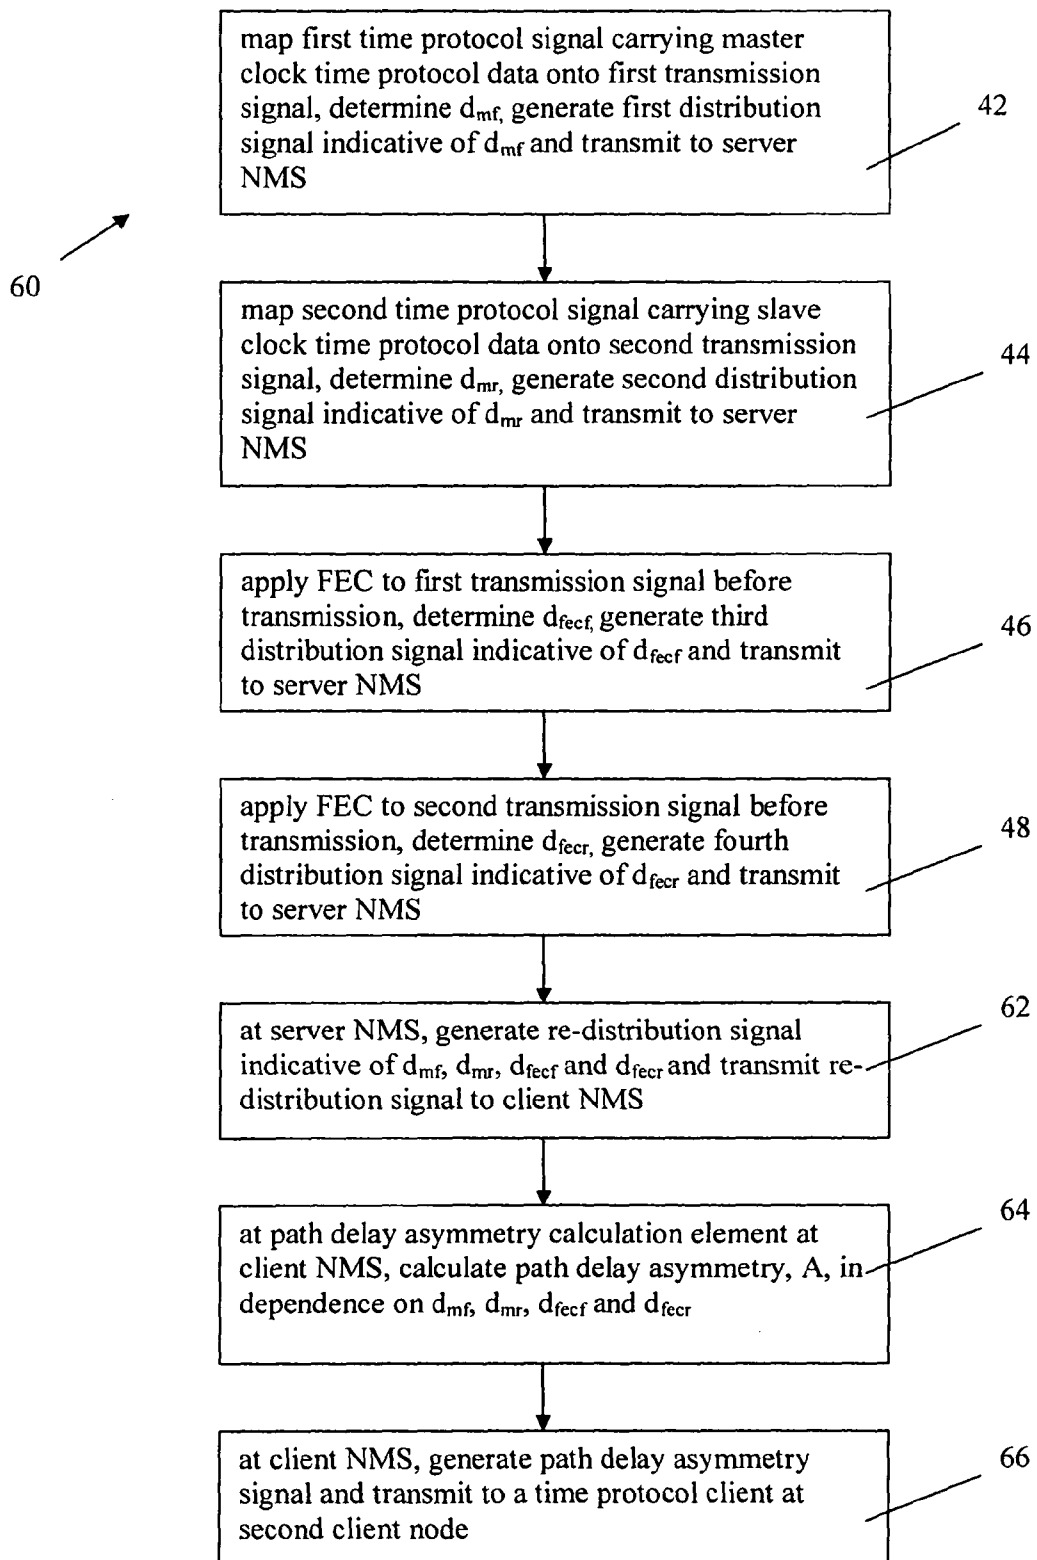 map first time protocol signal carrying master
clock time protocol data onto first transmission
signal, determine dmf, generate first distribution
signal indicative of dmf and transmit to server
NMS
42
60
map second time protocol signal carrying slave
clock time protocol data onto second transmission
signal, determine dmr, generate second distribution
signal indicative of dmr and transmit to server
NMS
44
apply FEC to first transmission signal before
transmission, determine dfecf, generate third
distribution signal indicative of dfecf and transmit
to server NMS
46
apply FEC to second transmission signal before
transmission, determine dfecr, generate fourth
distribution signal indicative of dfecr and transmit
to server NMS
48
at server NMS, generate re-distribution signal
indicative of dmf, dmr, dfecf and dfecr and transmit re-
distribution signal to client NMS
62
at path delay asymmetry calculation element at
client NMS, calculate path delay asymmetry, A, in
dependence on dmf, dmr, dfecf and dfecr
64
at client NMS, generate path delay asymmetry
signal and transmit to a time protocol client at
second client node
66